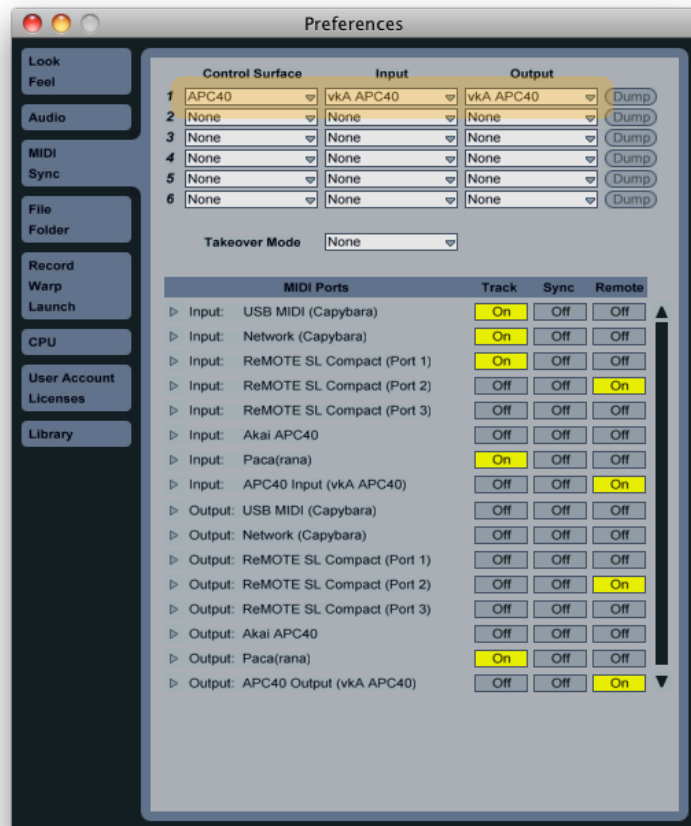 Preferences
Look
Feel
Audio
MIDI
Sync
File
Folder
Record
Warp
Launch
CPU
User Account
Licenses
Library
Control Surface Input Output
1 APC40 vkA APC40 vkA APC40 Dump
2 None None None Dump
3 None None None Dump
4 None None None Dump
5 None None None Dump
6 None None None Dump
Takeover Mode None
MIDI Ports Track Sync Remote
Input: USB MIDI (Capybara) On Off Off
Input: Network (Capybara) On Off Off
Input: ReMOTE SL Compact (Port 1) On Off Off
Input: ReMOTE SL Compact (Port 2) Off Off On
Input: ReMOTE SL Compact (Port 3) Off Off Off
Input: Akai APC40 Off Off Off
Input: Paca(rana) On Off Off
Input: APC40 Input (vkA APC40) Off Off On
Output: USB MIDI (Capybara) Off Off Off
Output: Network (Capybara) Off Off Off
Output: ReMOTE SL Compact (Port 1) Off Off Off
Output: ReMOTE SL Compact (Port 2) Off Off On
Output: ReMOTE SL Compact (Port 3) Off Off Off
Output: Akai APC40 Off Off Off
Output: Paca(rana) On Off Off
Output: APC40 Output (vkA APC40) Off Off On